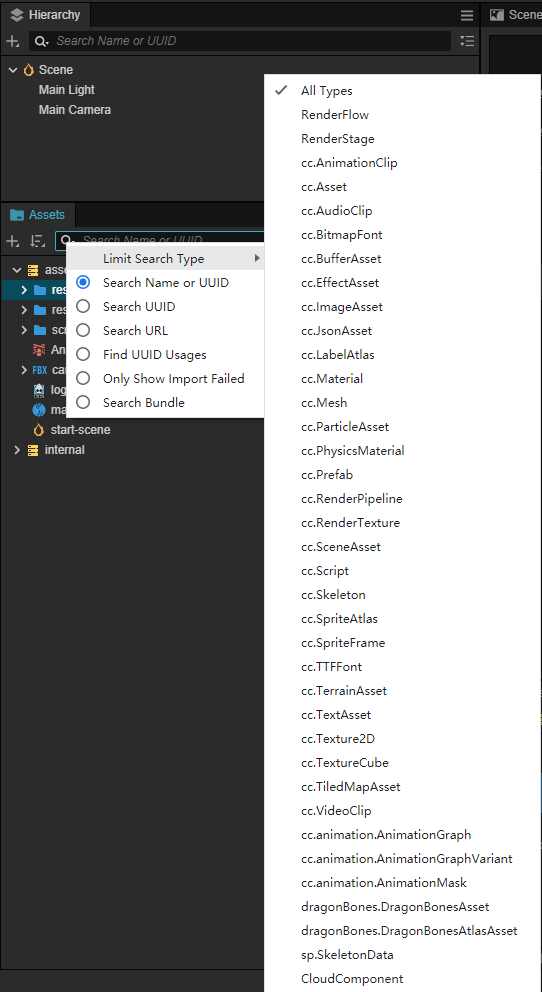 Hierarchy
Scene
Search Name or UUID
Scene
Main Light
Main Camera
Assets
Search Name or UUID
asse
res
res
scr
An
FBX
car
log
ma
start-scene
internal
Limit Search Type
Search Name or UUID
Search UUID
Search URL
Find UUID Usages
Only Show Import Failed
Search Bundle
All Types
RenderFlow
RenderStage
cc.AnimationClip
cc.Asset
cc.AudioClip
cc.BitmapFont
cc.BufferAsset
cc.EffectAsset
cc.ImageAsset
cc.JsonAsset
cc.LabelAtlas
cc.Material
cc.Mesh
cc.ParticleAsset
cc.PhysicsMaterial
cc.Prefab
cc.RenderPipeline
cc.RenderTexture
cc.SceneAsset
cc.Script
cc.Skeleton
cc.SpriteAtlas
cc.SpriteFrame
cc.TTFFont
cc.TerrainAsset
cc.TextAsset
cc.Texture2D
cc.TextureCube
cc.TiledMapAsset
cc.VideoClip
cc.animation.AnimationGraph
cc.animation.AnimationGraphVariant
cc.animation.AnimationMask
dragonBones.DragonBonesAsset
dragonBones.DragonBonesAtlasAsset
sp.SkeletonData
CloudComponent